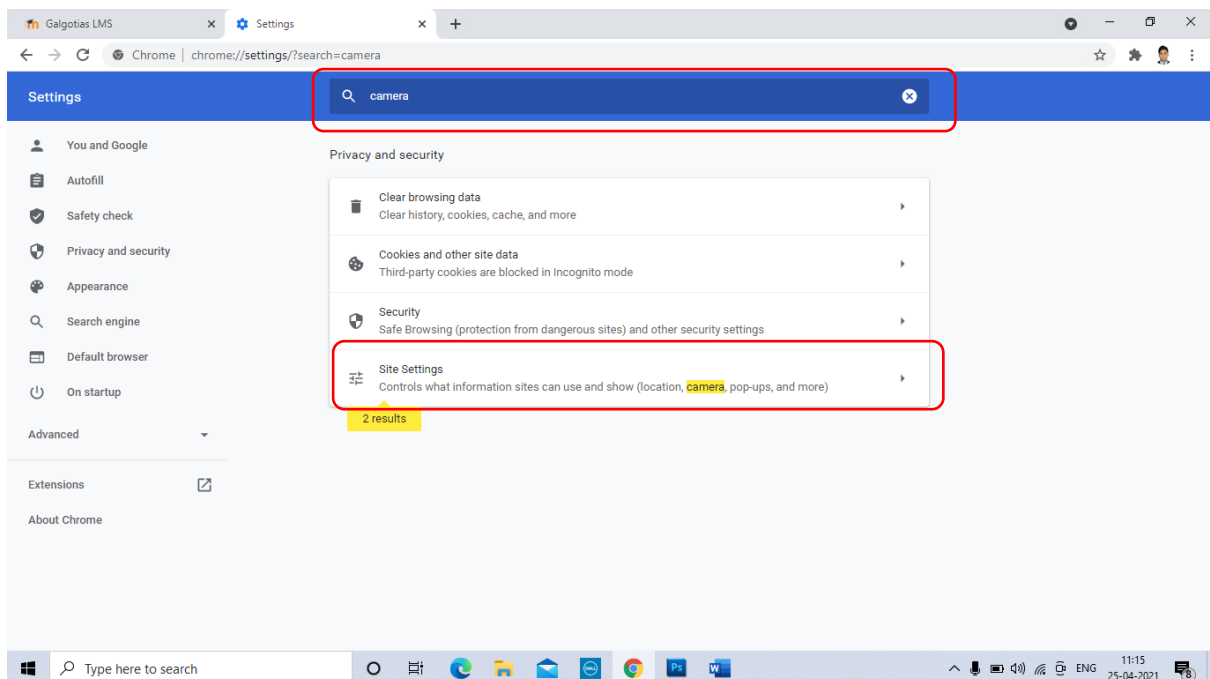 Galgotias LMS
Settings
Chrome | chrome://settings/?search=camera
Settings
camera
You and Google
Autofill
Safety check
Privacy and security
Appearance
Search engine
Default browser
On startup
Advanced
Extensions
About Chrome
Privacy and security
Clear browsing data
Clear history, cookies, cache, and more
Cookies and other site data
Third-party cookies are blocked in Incognito mode
Security
Safe Browsing (protection from dangerous sites) and other security settings
Site Settings
Controls what information sites can use and show (location, camera, pop-ups, and more)
2 results
Type here to search
DELL
Ps
W
ENG
11:15
25-04-2021
8